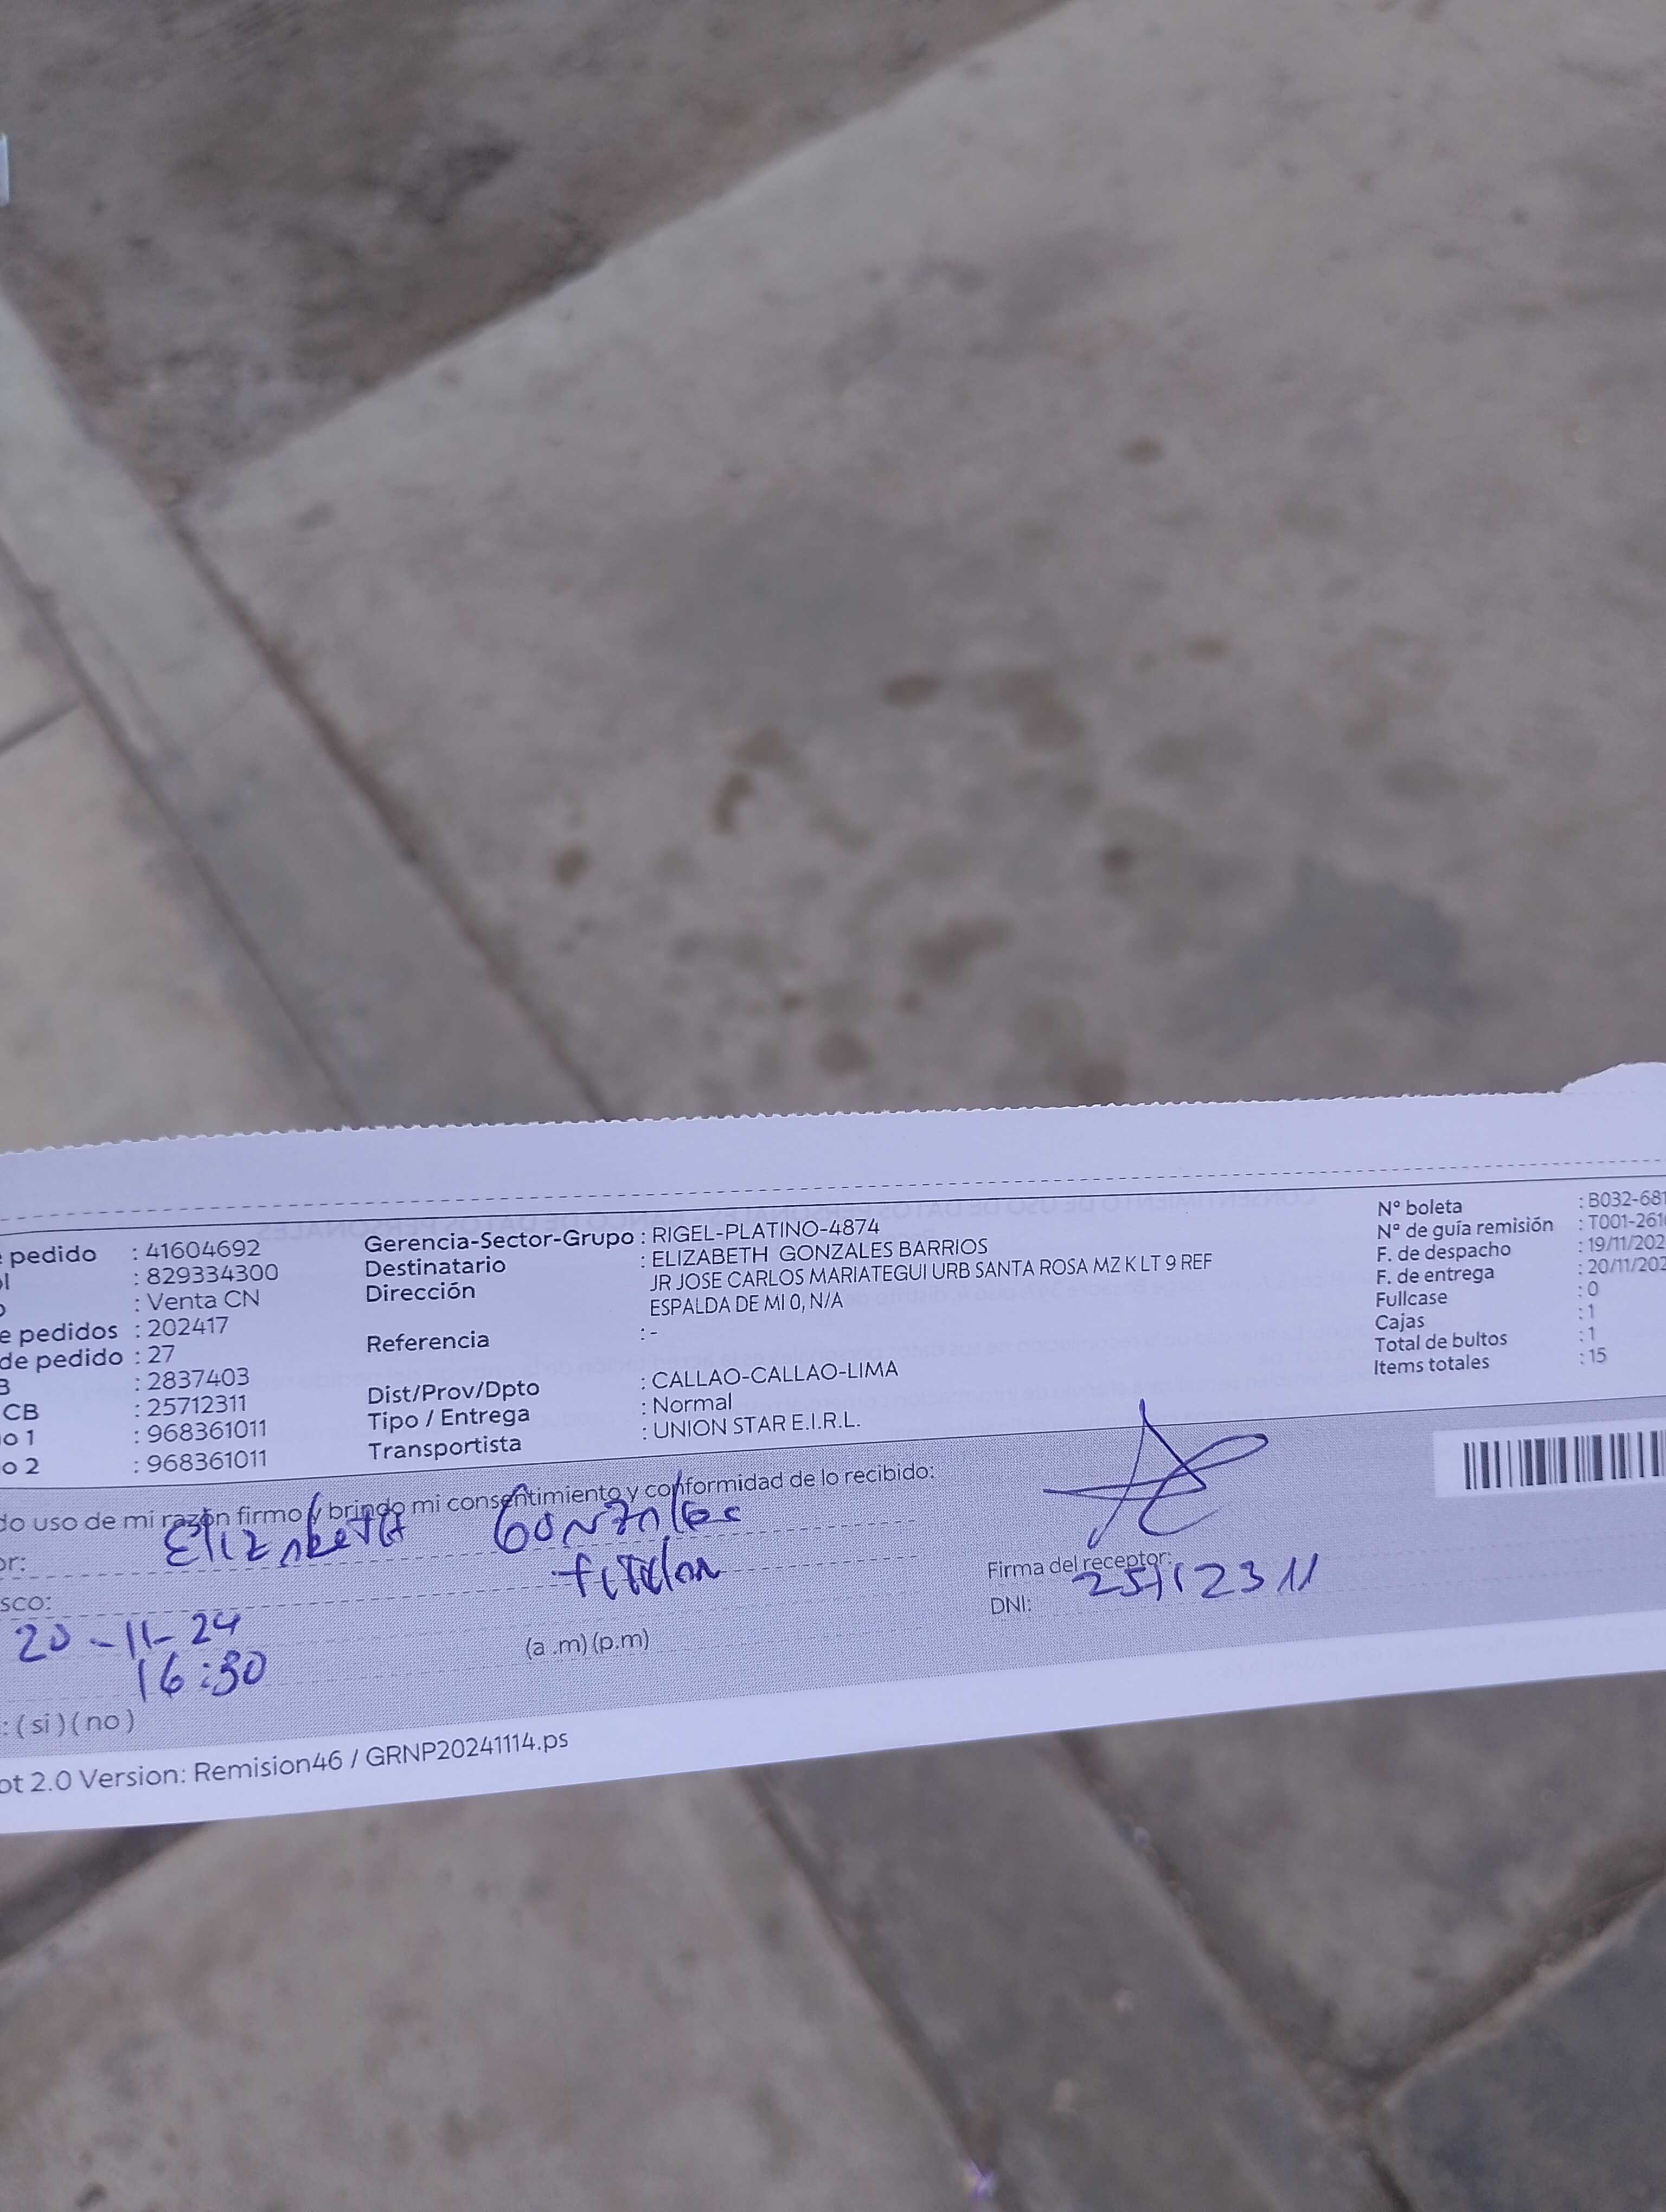 pedido : 41604692
: 829334300
: Venta CN
e pedidos : 202417
de pedido : 27
: 2837403
CB : 25712311
o 1 : 968361011
o 2 : 968361011
Gerencia-Sector-Grupo : RIGEL-PLATINO-4874
Destinatario : ELIZABETH GONZALES BARRIOS
Dirección JR JOSE CARLOS MARIATEGUI URB SANTA ROSA MZ K LT 9 REF
ESPALDA DE MI 0, N/A
Referencia : -
Dist/Prov/Dpto : CALLAO-CALLAO-LIMA
Tipo / Entrega : Normal
Transportista : UNION STAR E.I.R.L.
N° boleta : B032-681
N° de guía remisión : T001-261
F. de despacho : 19/11/202
F. de entrega : 20/11/202
Fullcase : 0
Cajas : 1
Total de bultos : 1
Items totales : 15
do uso de mi razón firmo y brindo mi consentimiento y conformidad de lo recibido:
or: Elizabeth Gonzales
sco: titular
20-11-24
16:30 (a .m) (p.m)
: ( si ) ( no )
Firma del receptor:
DNI: 25712311
ot 2.0 Version: Remision46 / GRNP20241114.ps